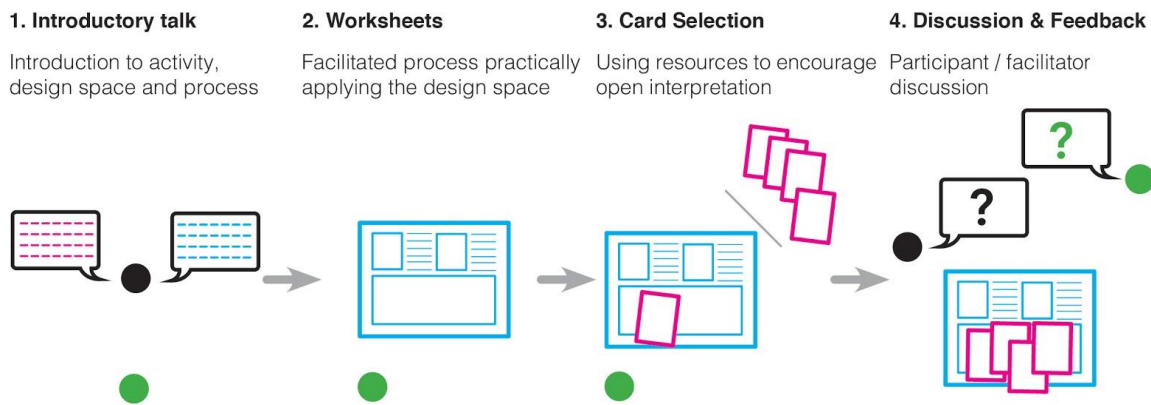 1. Introductory talk
Introduction to activity,
design space and process
2. Worksheets
Facilitated process practically
applying the design space
3. Card Selection
Using resources to encourage
open interpretation
4. Discussion & Feedback
Participant / facilitator
discussion
?
?